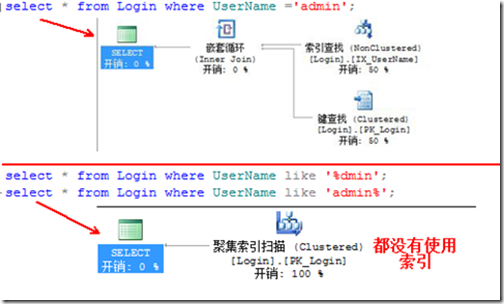 select * from Login where UserName ='admin';
SELECT
开销: 0 %
嵌套循环
(Inner Join)
开销: 0 %
索引查找 (NonClustered)
[Login].[IX_UserName]
开销: 50 %
键查找 (Clustered)
[Login].[PK_Login]
开销: 50 %
select * from Login where UserName like '%dmin';
select * from Login where UserName like 'admin%';
SELECT
开销: 0 %
聚集索引扫描 (Clustered)
[Login].[PK_Login]
开销: 100 %
都没有使用
索引